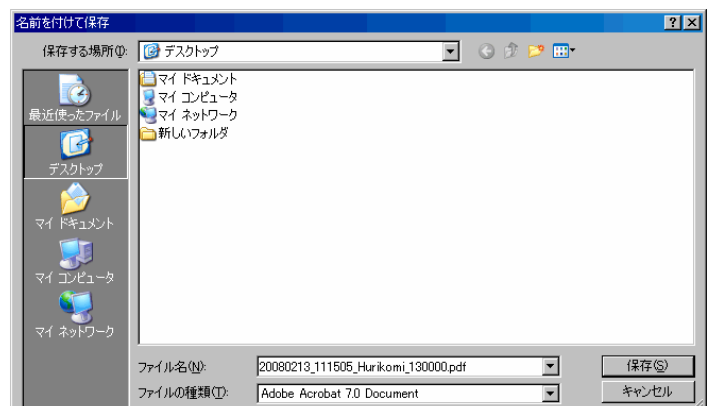 名前を付けて保存
保存する場所(I):
デスクトップ
最近使ったファイル
デスクトップ
マイ ドキュメント
マイ コンピュータ
マイ ネットワーク
マイ ドキュメント
マイ コンピュータ
マイ ネットワーク
新しいフォルダ
ファイル名(N):
20080213_111505_Hurikomi_130000.pdf
保存(S)
ファイルの種類(T):
Adobe Acrobat 7.0 Document
キャンセル